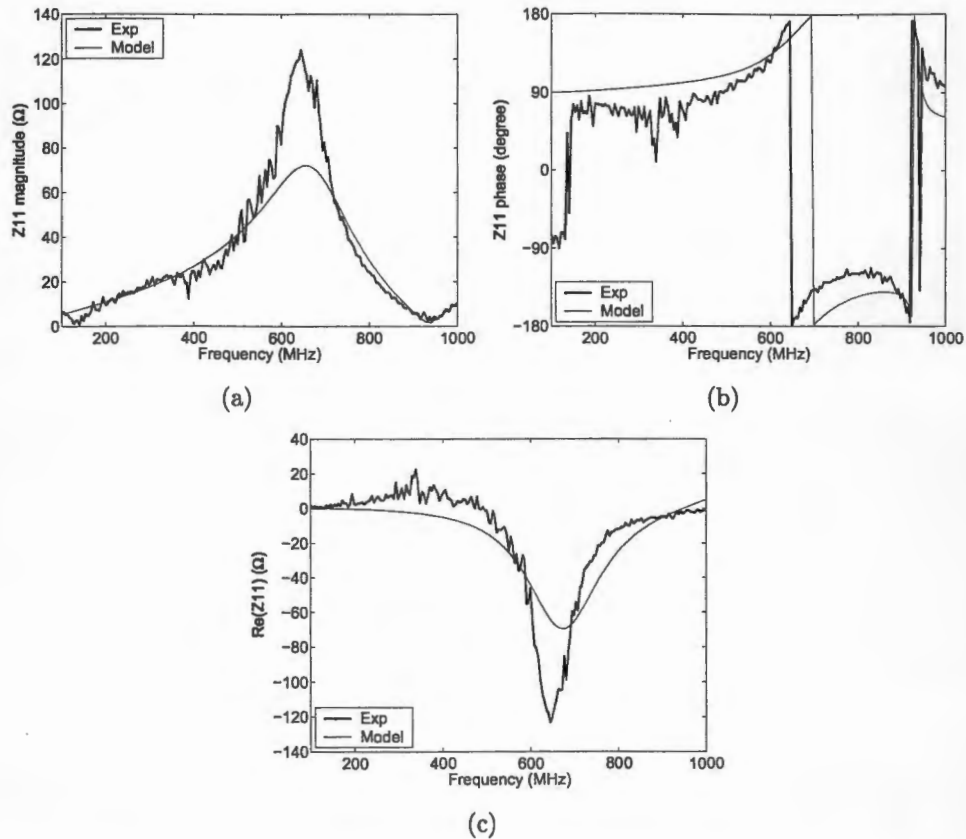 Exp
Model
140
120
100
80
60
40
20
0
Z11 magnitude (Ω)
200 400 600 800 1000
Frequency (MHz)
(a)
180
90
0
−90
−180
Z11 phase (degree)
Exp
Model
200 400 600 800 1000
Frequency (MHz)
(b)
40
20
0
−20
−40
−60
−80
−100
−120
−140
Re(Z11) (Ω)
Exp
Model
200 400 600 800 1000
Frequency (MHz)
(c)